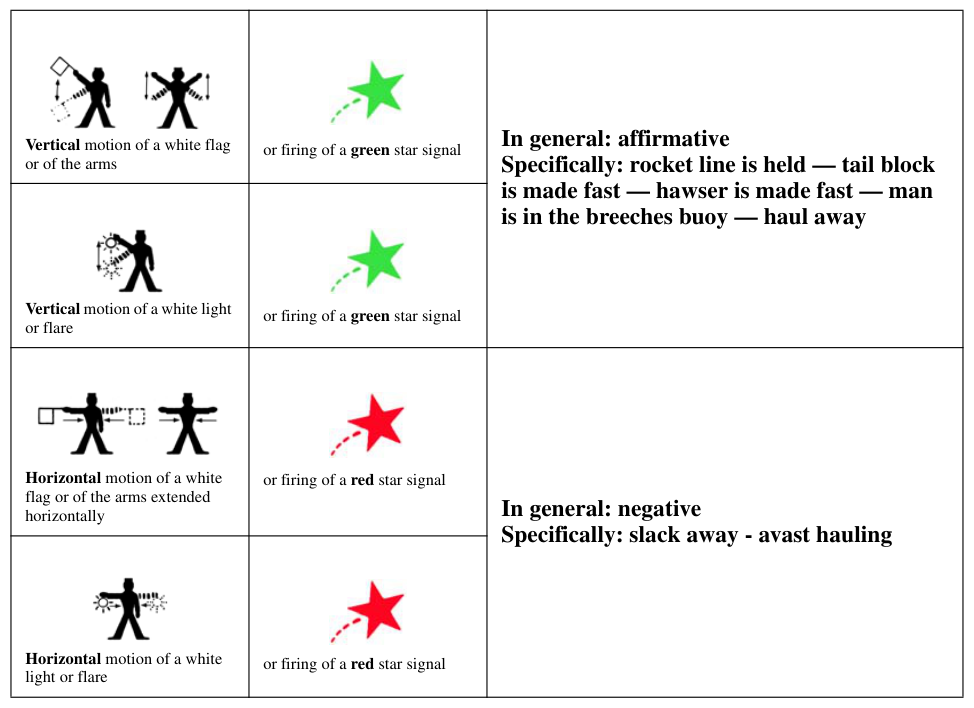 Vertical motion of a white flag
or of the arms
or firing of a green star signal
In general: affirmative
Specifically: rocket line is held — tail block
is made fast — hawser is made fast — man
is in the breeches buoy — haul away
Vertical motion of a white light
or flare
or firing of a green star signal
Horizontal motion of a white
flag or of the arms extended
horizontally
or firing of a red star signal
In general: negative
Specifically: slack away - avast hauling
Horizontal motion of a white
light or flare
or firing of a red star signal